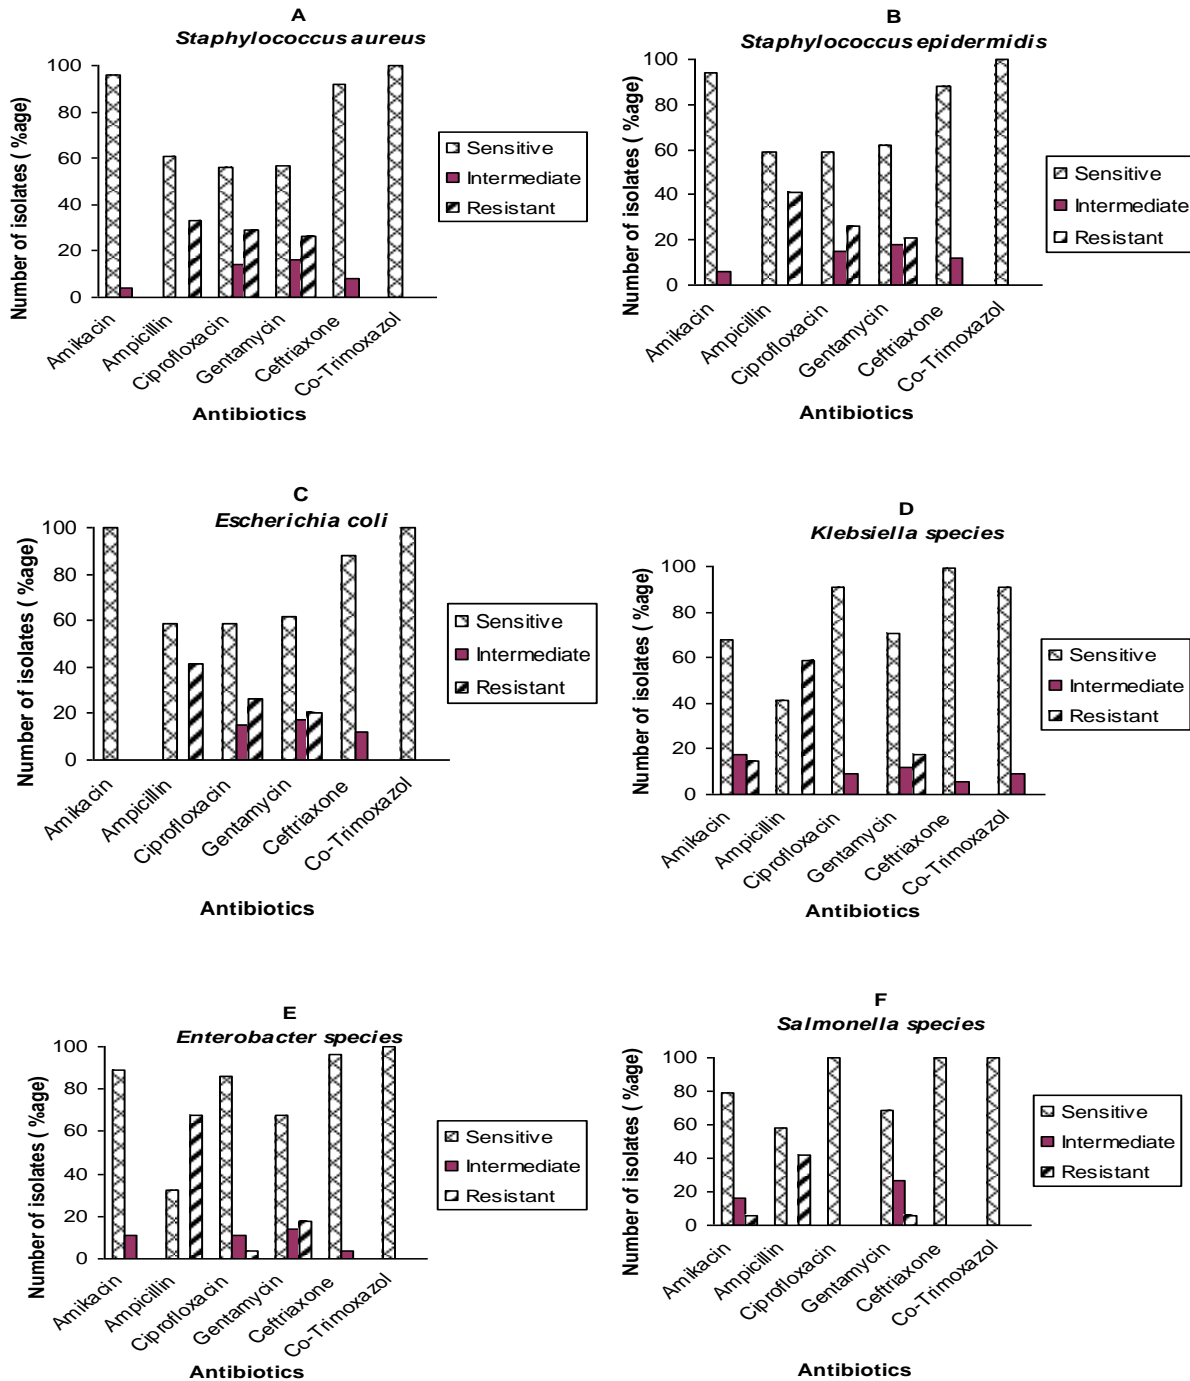 A
Staphylococcus aureus
Number of isolates ( %age)
100
80
60
40
20
0
Amikacin
Ampicillin
Ciprofloxacin
Gentamycin
Ceftriaxone
Co-Trimoxazol
Antibiotics
Sensitive
Intermediate
Resistant
B
Staphylococcus epidermidis
Number of isolates ( %age)
100
80
60
40
20
0
Amikacin
Ampicillin
Ciprofloxacin
Gentamycin
Ceftriaxone
Co-Trimoxazol
Antibiotics
Sensitive
Intermediate
Resistant
C
Escherichia coli
Number of isolates ( %age)
100
80
60
40
20
0
Amikacin
Ampicillin
Ciprofloxacin
Gentamycin
Ceftriaxone
Co-Trimoxazol
Antibiotics
Sensitive
Intermediate
Resistant
D
Klebsiella species
Number of isolates ( %age)
100
80
60
40
20
0
Amikacin
Ampicillin
Ciprofloxacin
Gentamycin
Ceftriaxone
Co-Trimoxazol
Antibiotics
Sensitive
Intermediate
Resistant
E
Enterobacter species
Number of isolates ( %age)
100
80
60
40
20
0
Amikacin
Ampicillin
Ciprofloxacin
Gentamycin
Ceftriaxone
Co-Trimoxazol
Antibiotics
Sensitive
Intermediate
Resistant
F
Salmonella species
Number of isolates ( %age)
100
80
60
40
20
0
Amikacin
Ampicillin
Ciprofloxacin
Gentamycin
Ceftriaxone
Co-Trimoxazol
Antibiotics
Sensitive
Intermediate
Resistant